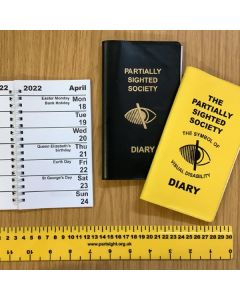 2022 April
Easter Monday
Bank Holiday
Mon
18
Tue
19
Wed
20
Queen Elizabeth's
birthday
Thu
21
Earth Day
Fri
22
St George's Day
Sat
23
Sun
24
PARTIALLY
SIGHTED
SOCIETY
DIARY
THE
PARTIALLY
SIGHTED
SOCIETY
THE SYMBOL OF
VISUAL DISABILITY
DIARY
0 1 2 3 4 5 6 7 8 9 10 11 12 13 14 15 16 17 18 19 20 21 22 23 24 25 26 27 28 29 30
www.partsight.org.uk